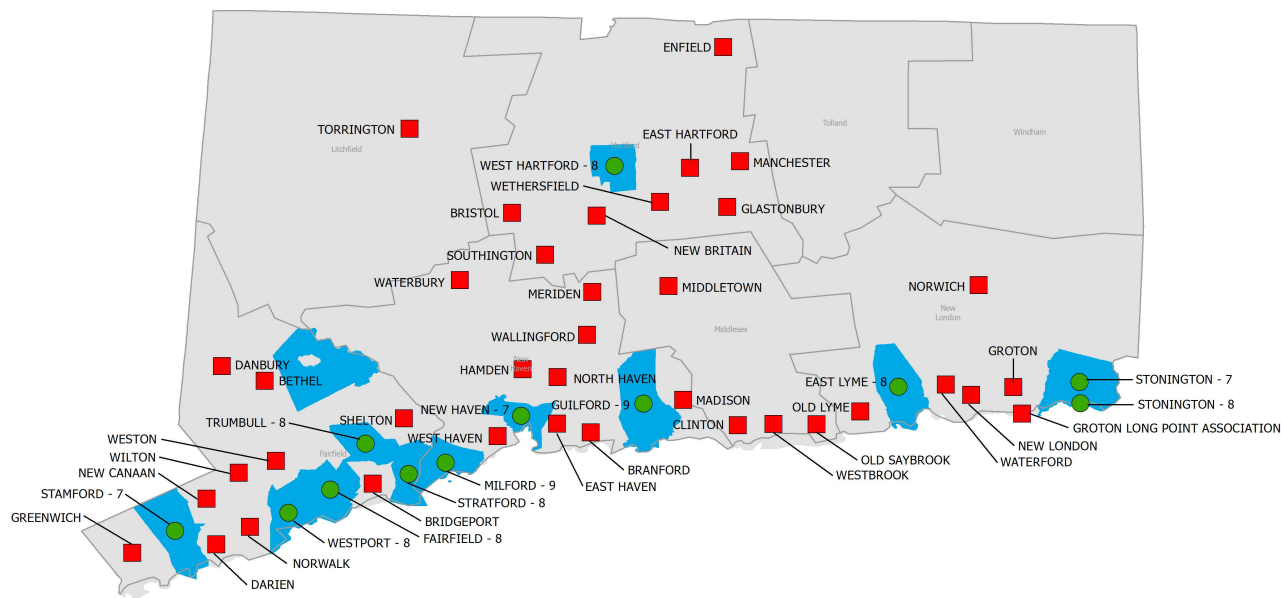 ENFIELD
TORRINGTON
Litchfield
EAST HARTFORD
Tolland
Windham
Hartford
WEST HARTFORD - 8
MANCHESTER
WETHERSFIELD
BRISTOL
GLASTONBURY
NEW BRITAIN
SOUTHINGTON
WATERBURY
MERIDEN
MIDDLETOWN
NORWICH
New
London
Middlesex
WALLINGFORD
GROTON
New
Haven
DANBURY
HAMDEN
BETHEL
NORTH HAVEN
EAST LYME - 8
STONINGTON - 7
MADISON
STONINGTON - 8
GUILFORD - 9
OLD LYME
NEW HAVEN - 7
SHELTON
TRUMBULL - 8
CLINTON
GROTON LONG POINT ASSOCIATION
WEST HAVEN
WESTON
NEW LONDON
Fairfield
WILTON
OLD SAYBROOK
WATERFORD
NEW CANAAN
BRANFORD
WESTBROOK
STAMFORD - 7
MILFORD - 9
EAST HAVEN
STRATFORD - 8
GREENWICH
BRIDGEPORT
FAIRFIELD - 8
WESTPORT - 8
NORWALK
DARIEN